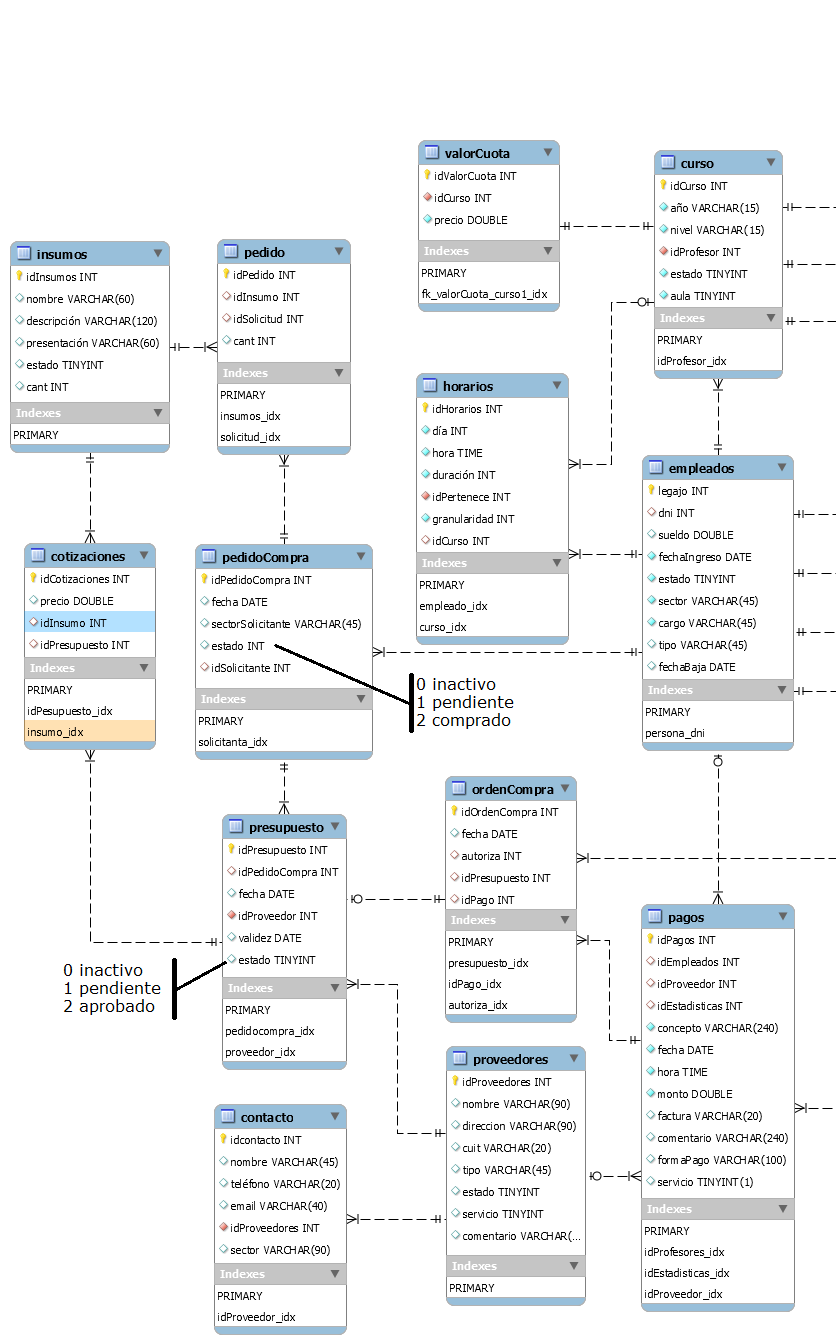 valorCuota
idValorCuota INT
idCurso INT
precio DOUBLE
Indexes
PRIMARY
fk_valorCuota_curso1_idx
curso
idCurso INT
año VARCHAR(15)
nivel VARCHAR(15)
idProfesor INT
estado TINYINT
aula TINYINT
Indexes
PRIMARY
idProfesor_idx
insumos
idInsumos INT
nombre VARCHAR(60)
descripción VARCHAR(120)
presentación VARCHAR(60)
estado TINYINT
cant INT
Indexes
PRIMARY
pedido
idPedido INT
idInsumo INT
idSolicitud INT
cant INT
Indexes
PRIMARY
insumos_idx
solicitud_idx
horarios
idHorarios INT
día INT
hora TIME
duración INT
idPertenece INT
granularidad INT
idCurso INT
Indexes
PRIMARY
empleado_idx
curso_idx
empleados
legajo INT
dni INT
sueldo DOUBLE
fechaIngreso DATE
estado TINYINT
sector VARCHAR(45)
cargo VARCHAR(45)
tipo VARCHAR(45)
fechaBaja DATE
Indexes
PRIMARY
persona_dni
cotizaciones
idCotizaciones INT
precio DOUBLE
idInsumo INT
idPresupuesto INT
Indexes
PRIMARY
idPesupuesto_idx
insumo_idx
pedidoCompra
idPedidoCompra INT
fecha DATE
sectorSolicitante VARCHAR(45)
estado INT
idSolicitante INT
Indexes
PRIMARY
solicitanta_idx
0 inactivo
1 pendiente
2 comprado
ordenCompra
idOrdenCompra INT
fecha DATE
autoriza INT
idPresupuesto INT
idPago INT
Indexes
PRIMARY
presupuesto_idx
idPago_idx
autoriza_idx
presupuesto
idPresupuesto INT
idPedidoCompra INT
fecha DATE
idProveedor INT
validez DATE
estado TINYINT
Indexes
PRIMARY
pedidocompra_idx
proveedor_idx
0 inactivo
1 pendiente
2 aprobado
pagos
idPagos INT
idEmpleados INT
idProveedor INT
idEstadisticas INT
concepto VARCHAR(240)
fecha DATE
hora TIME
monto DOUBLE
factura VARCHAR(20)
comentario VARCHAR(240)
formaPago VARCHAR(100)
servicio TINYINT(1)
Indexes
PRIMARY
idProfesores_idx
idEstadisticas_idx
idProveedor_idx
proveedores
idProveedores INT
nombre VARCHAR(90)
direccion VARCHAR(90)
cuit VARCHAR(20)
tipo VARCHAR(45)
estado TINYINT
servicio TINYINT
comentario VARCHAR(...
Indexes
PRIMARY
contacto
idcontacto INT
nombre VARCHAR(45)
teléfono VARCHAR(20)
email VARCHAR(40)
idProveedores INT
sector VARCHAR(90)
Indexes
PRIMARY
idProveedor_idx